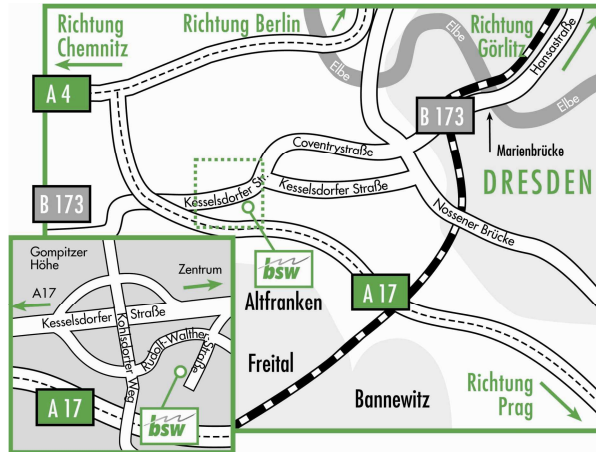 Richtung
Chemnitz
Richtung Berlin
Elbe
Richtung
Görlitz
Hansastraße
A 4
B 173
Elbe
Coventrystraße
Marienbrücke
Kesselsdorfer Str.
Kesselsdorfer Straße
DRESDEN
B 173
Nossener Brücke
bsw
Altfranken
A 17
Freital
Bannewitz
Richtung
Prag
Gompitzer
Höhe
Zentrum
A17
Kesselsdorfer Straße
Kohlsdorfer Weg
Rudolf-Walther-
Straße
A 17
bsw